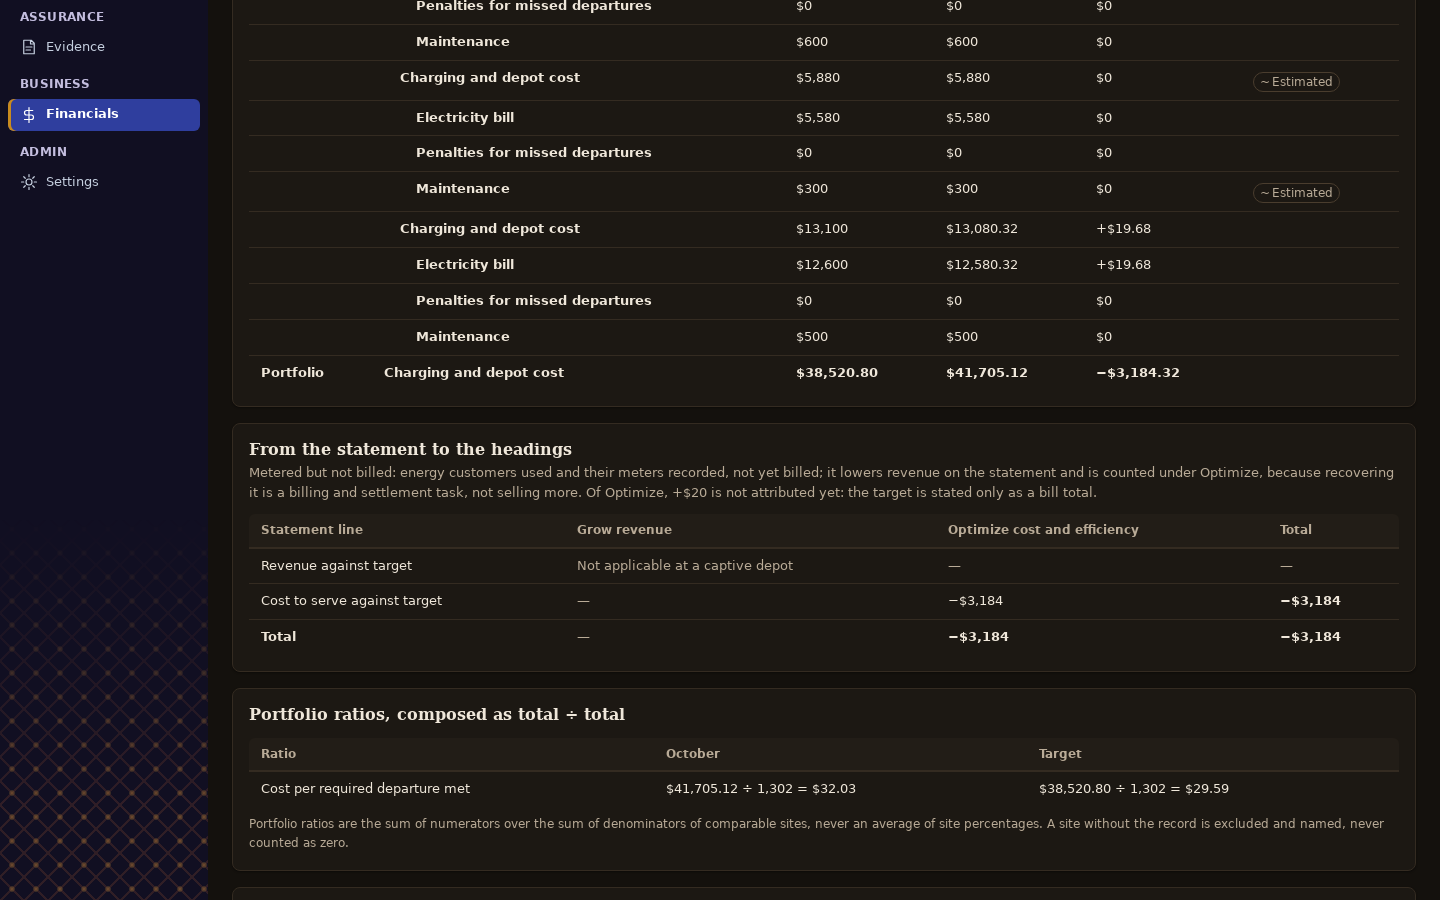 ASSURANCE
Evidence
BUSINESS
Financials
ADMIN
Settings
Penalties for missed departures $0 $0 $0
Maintenance $600 $600 $0
Charging and depot cost $5,880 $5,880 $0 ~ Estimated
Electricity bill $5,580 $5,580 $0
Penalties for missed departures $0 $0 $0
Maintenance $300 $300 $0 ~ Estimated
Charging and depot cost $13,100 $13,080.32 +$19.68
Electricity bill $12,600 $12,580.32 +$19.68
Penalties for missed departures $0 $0 $0
Maintenance $500 $500 $0
Portfolio Charging and depot cost $38,520.80 $41,705.12 −$3,184.32
From the statement to the headings
Metered but not billed: energy customers used and their meters recorded, not yet billed; it lowers revenue on the statement and is counted under Optimize, because recovering
it is a billing and settlement task, not selling more. Of Optimize, +$20 is not attributed yet: the target is stated only as a bill total.
Statement line Grow revenue Optimize cost and efficiency Total
Revenue against target Not applicable at a captive depot — —
Cost to serve against target — −$3,184 −$3,184
Total — −$3,184 −$3,184
Portfolio ratios, composed as total ÷ total
Ratio October Target
Cost per required departure met $41,705.12 ÷ 1,302 = $32.03 $38,520.80 ÷ 1,302 = $29.59
Portfolio ratios are the sum of numerators over the sum of denominators of comparable sites, never an average of site percentages. A site without the record is excluded and named, never
counted as zero.